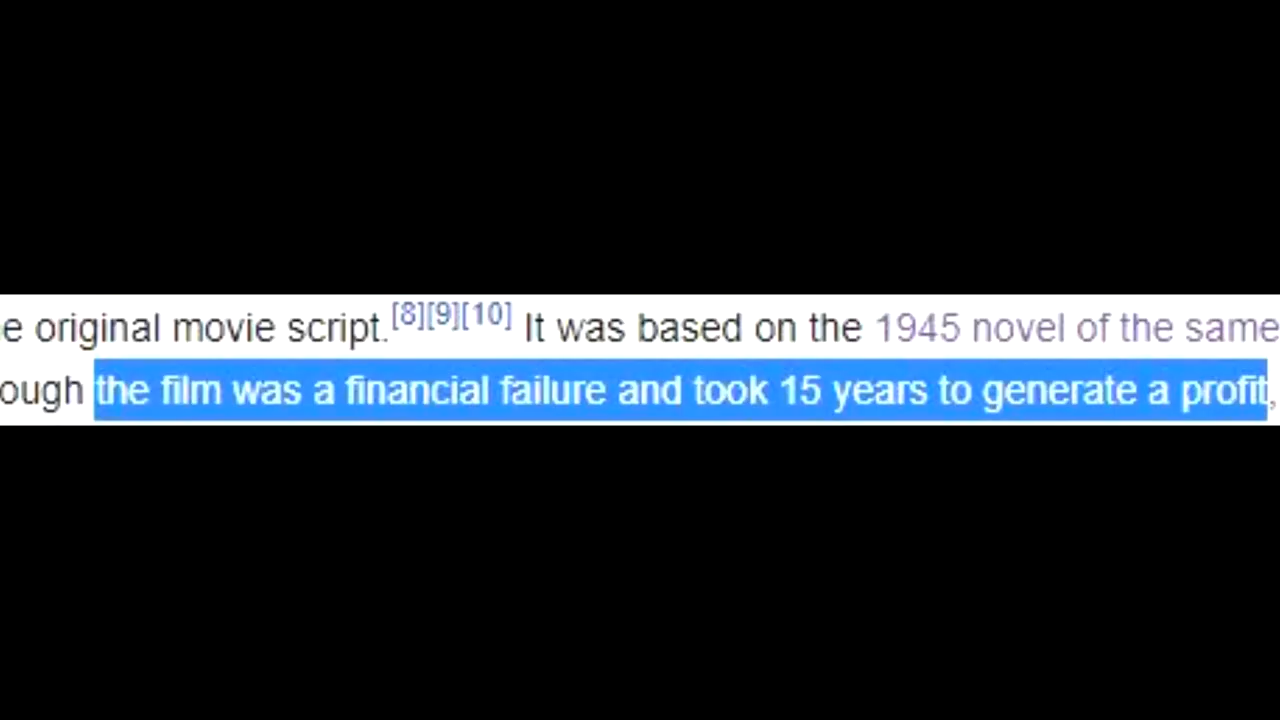 e original movie script.[8][9][10] It was based on the 1945 novel of the same
ough the film was a financial failure and took 15 years to generate a profit,